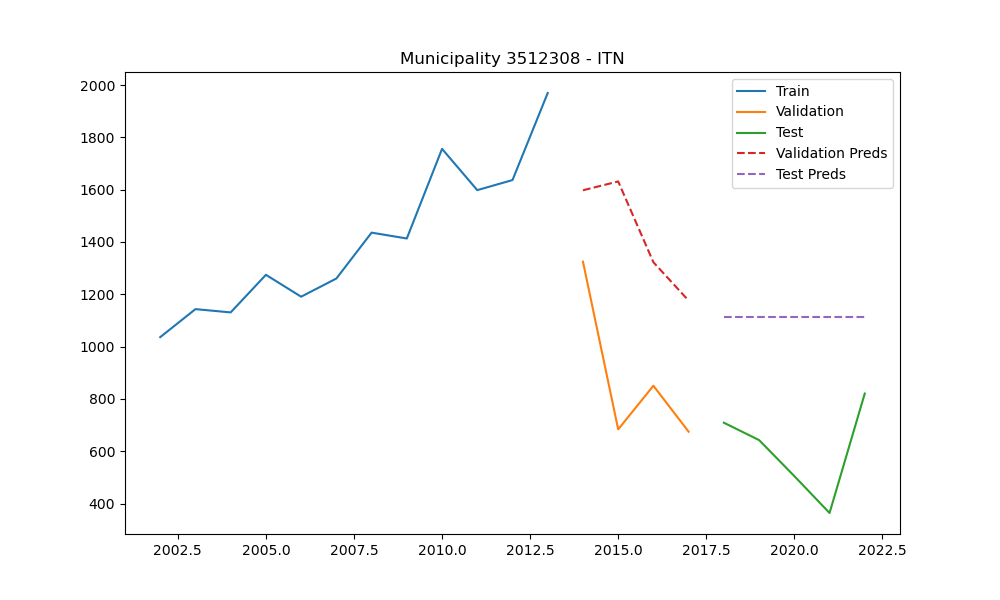 Municipality 3512308 - ITN
2000
1800
1600
1400
1200
1000
800
600
400
2002.5 2005.0 2007.5 2010.0 2012.5 2015.0 2017.5 2020.0 2022.5
Train
Validation
Test
Validation Preds
Test Preds